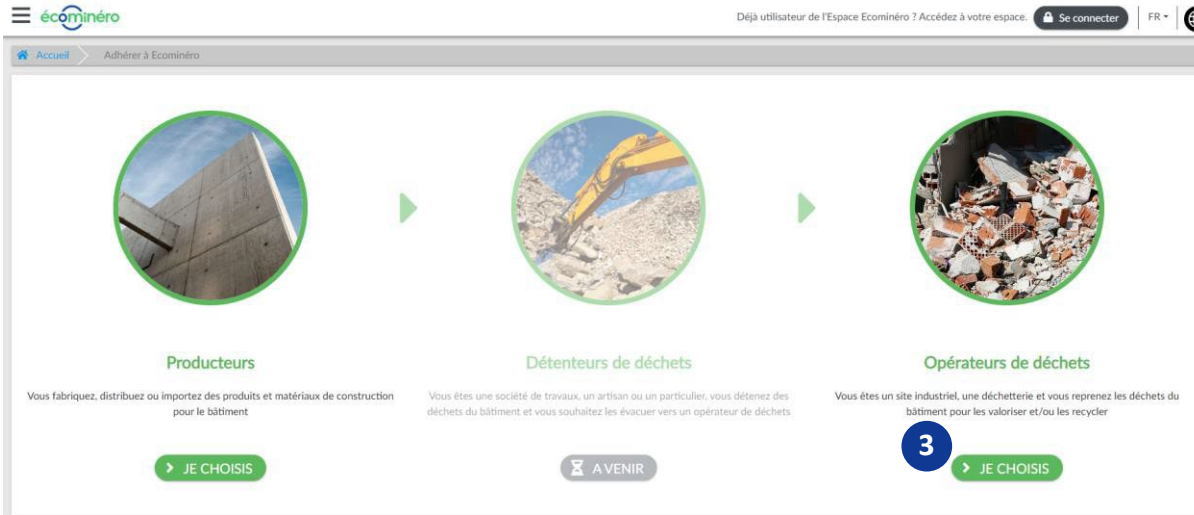 écominéro
Déjà utilisateur de l'Espace Ecominéro ? Accédez à votre espace.
Se connecter
FR
Accueil
Adhérer à Ecominéro
Producteurs
Vous fabriquez, distribuez ou importez des produits et matériaux de construction
pour le bâtiment
JE CHOISIS
Détenteurs de déchets
Vous êtes une société de travaux, un artisan ou un particulier, vous détenez des
déchets du bâtiment et vous souhaitez les évacuer vers un opérateur de déchets
A VENIR
Opérateurs de déchets
Vous êtes un site industriel, une déchetterie et vous reprenez les déchets du
bâtiment pour les valoriser et/ou les recycler
3
JE CHOISIS